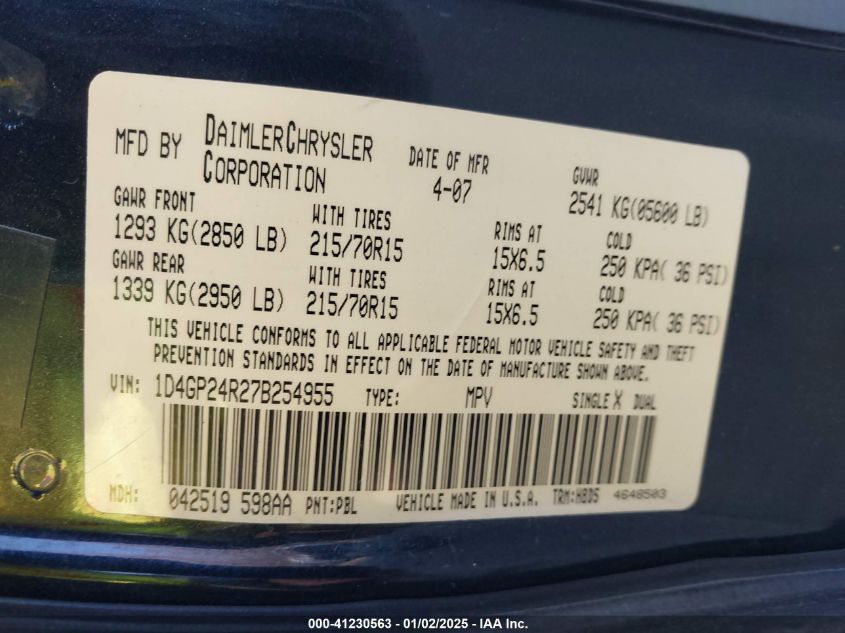 MFD BY DAIMLERCHRYSLER CORPORATION DATE OF MFR 4-07 GVWR 2541 KG(05600 LB)
GAWR FRONT WITH TIRES RIMS AT COLD
1293 KG(2850 LB) 215/70R15 15X6.5 250 KPA( 36 PSI)
GAWR REAR WITH TIRES RIMS AT COLD
1339 KG(2950 LB) 215/70R15 15X6.5 250 KPA( 36 PSI)
THIS VEHICLE CONFORMS TO ALL APPLICABLE FEDERAL MOTOR VEHICLE SAFETY AND THEFT
PREVENTION STANDARDS IN EFFECT ON THE DATE OF MANUFACTURE SHOWN ABOVE.
VIN: 1D4GP24R27B254955 TYPE: MPV SINGLE X DUAL
MDH: 042519 598AA PNT:PBL VEHICLE MADE IN U.S.A. TRM:H8D5 4648503
000-41230563 - 01/02/2025 - IAA Inc.